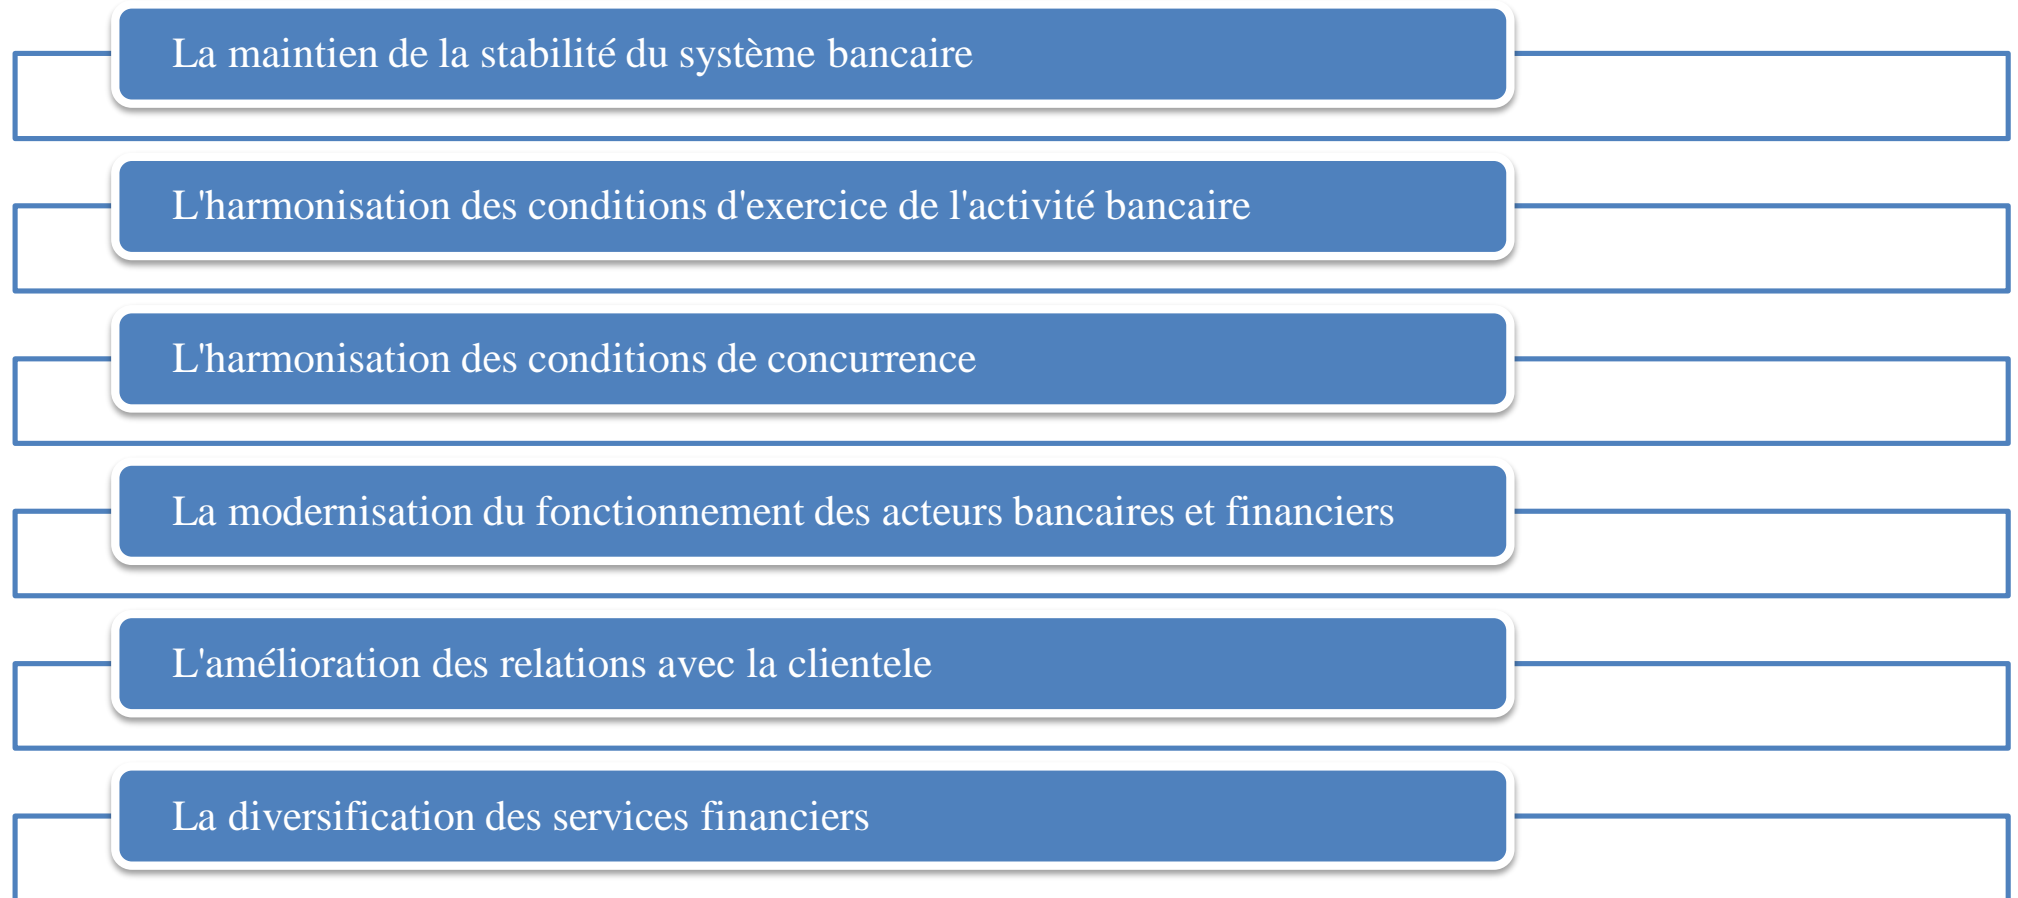 La maintien de la stabilité du système bancaire
L'harmonisation des conditions d'exercice de l'activité bancaire
L'harmonisation des conditions de concurrence
La modernisation du fonctionnement des acteurs bancaires et financiers
L'amélioration des relations avec la clientele
La diversification des services financiers